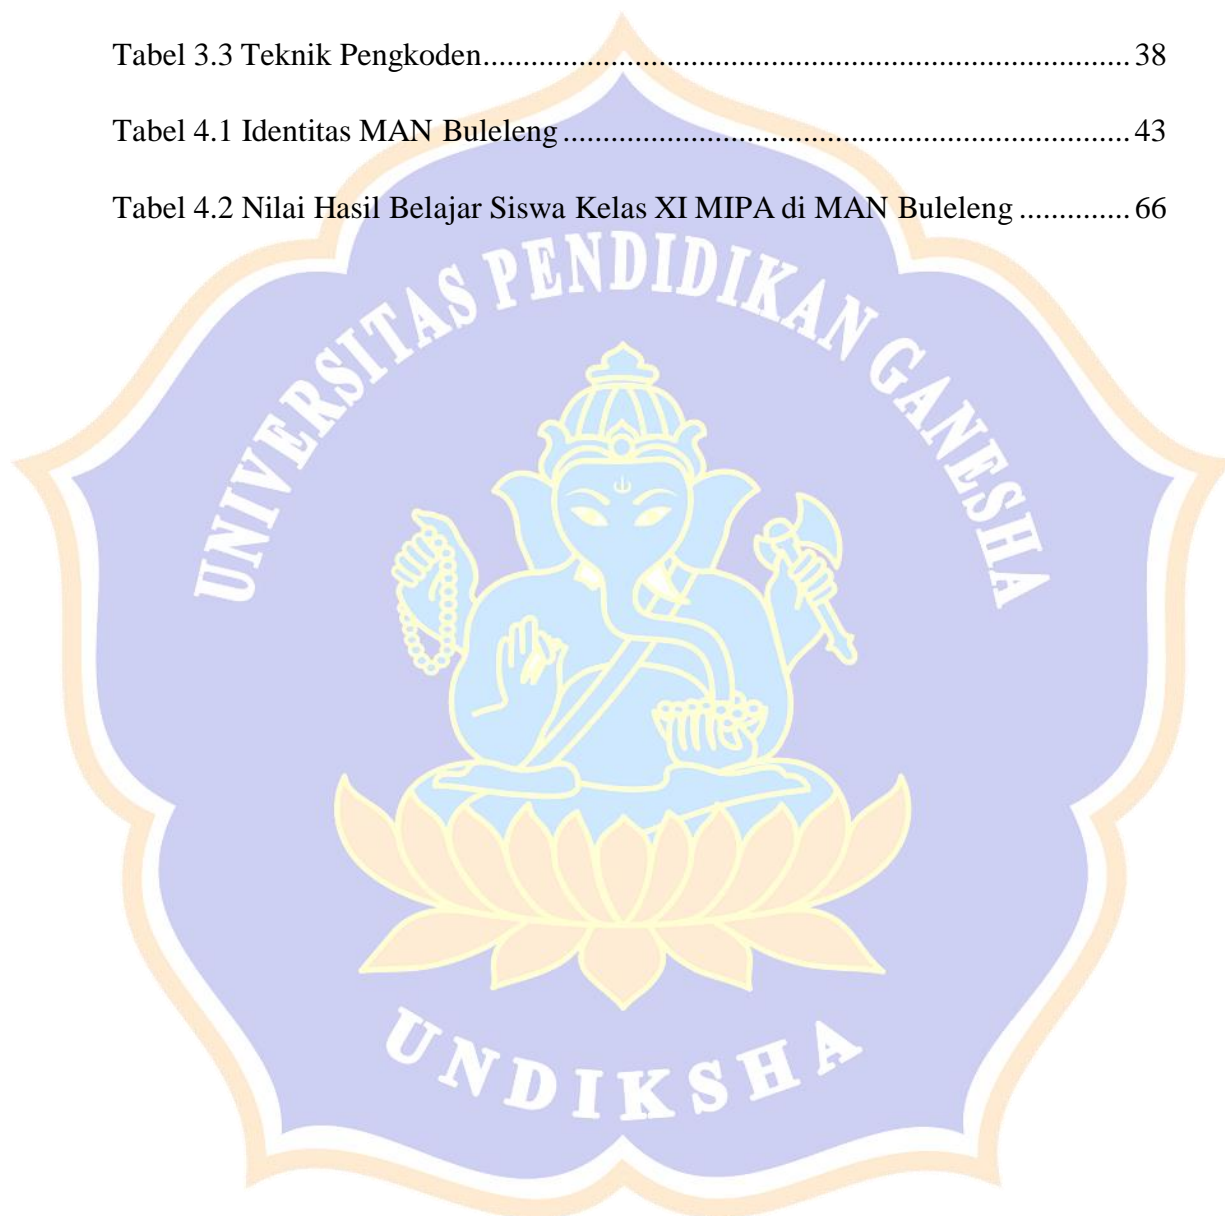 Tabel 3.3 Teknik Pengkoden................................................................................ 38
Tabel 4.1 Identitas MAN Buleleng ...................................................................... 43
Tabel 4.2 Nilai Hasil Belajar Siswa Kelas XI MIPA di MAN Buleleng .............. 66
UNIVERSITAS PENDIDIKAN GANESHA
UNDIKSHA